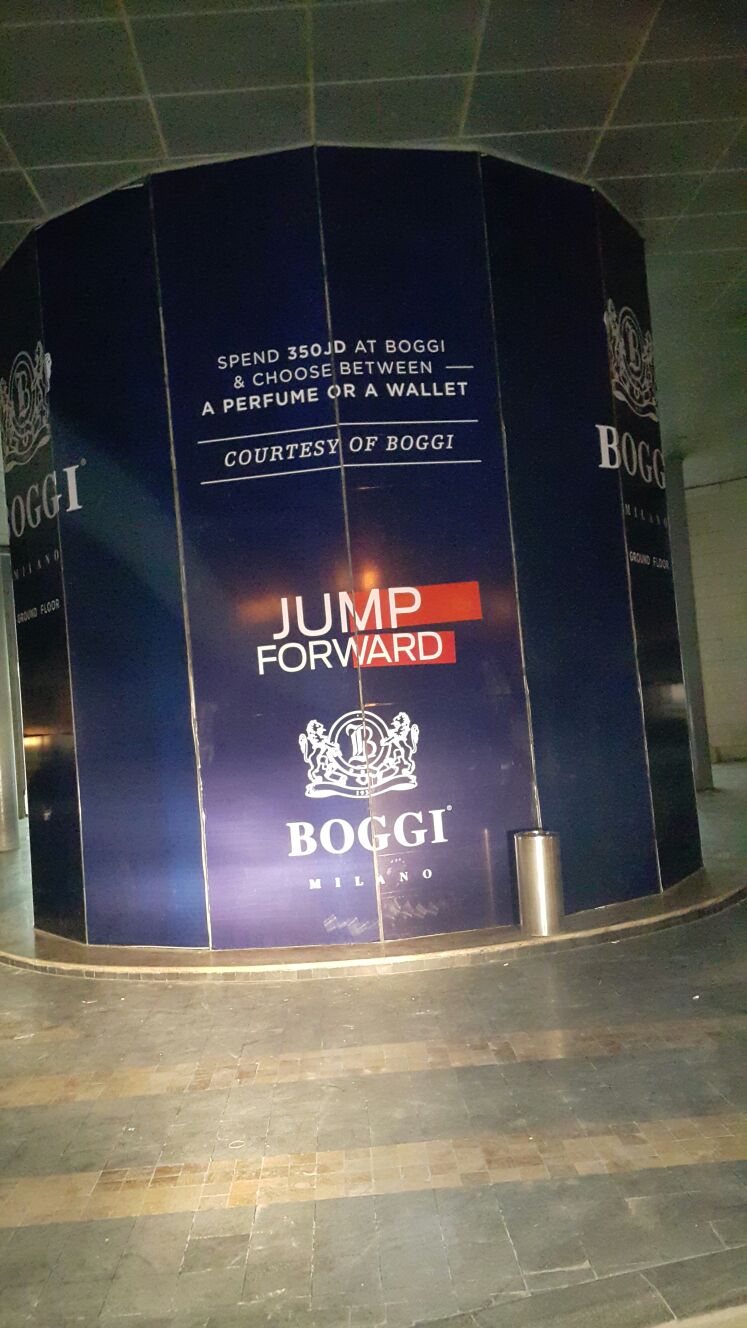 SPEND 350JD AT BOGGI
& CHOOSE BETWEEN —
A PERFUME OR A WALLET
COURTESY OF BOGGI
JUMP
FORWARD
B
BOGGI
MILANO
B
OGGI
MILANO
GROUND FLOOR
B
BOGG
MILANO
GROUND FLOOR